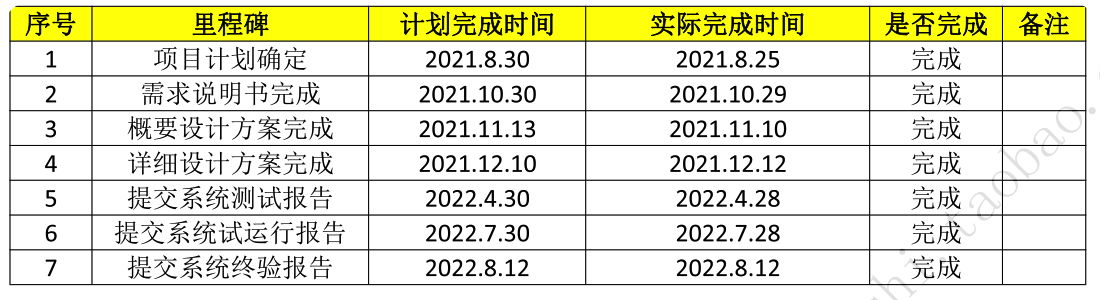 序号 里程碑 计划完成时间 实际完成时间 是否完成 备注
1 项目计划确定 2021.8.30 2021.8.25 完成
2 需求说明书完成 2021.10.30 2021.10.29 完成
3 概要设计方案完成 2021.11.13 2021.11.10 完成
4 详细设计方案完成 2021.12.10 2021.12.12 完成
5 提交系统测试报告 2022.4.30 2022.4.28 完成
6 提交系统试运行报告 2022.7.30 2022.7.28 完成
7 提交系统终验报告 2022.8.12 2022.8.12 完成
taobao.